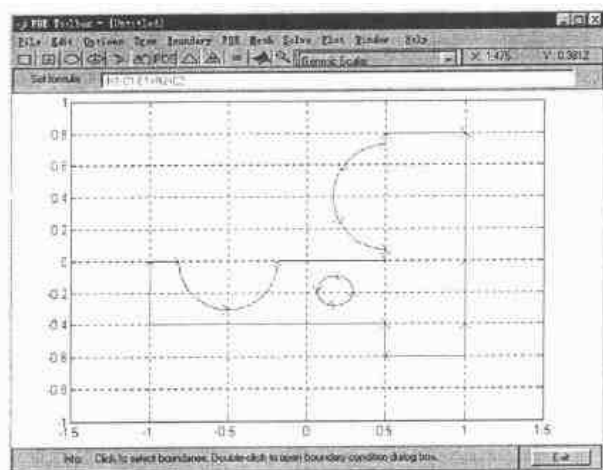 PDE Toolbox - [Untitled]
File Edit Options Draw Boundary PDE Mesh Solve Plot Window Help
PDE = Generic Scalar X: 1.475 Y: 0.3812
Set formula:
1
0.8
0.6
0.4
0.2
0
-0.2
-0.4
-0.6
-0.8
-1
-1.5 -1 -0.5 0 0.5 1 1.5
Info: Click to select boundaries. Double-click to open boundary condition dialog box. Exit